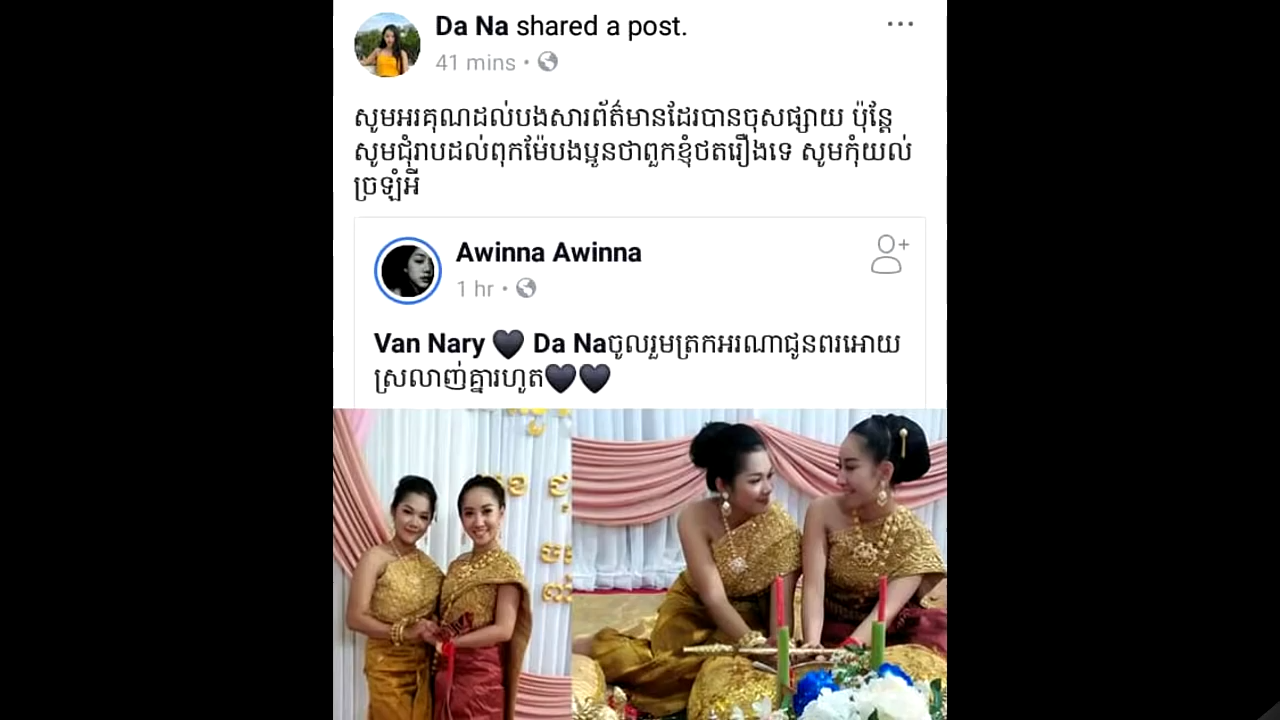 Da Na shared a post.
41 mins
សូមអរគុណដល់បងសារព័ត៌មានដែរបានចុសផ្សាយ ប៉ុន្តែ
សូមជុំរាបដល់ពុកម៉ែបងប្អូនថាពួកខ្ញុំថតរឿងទេ សូមកុំយល់
ច្រឡំអី
Awinna Awinna
1 hr
Van Nary 🖤 Da Naចូលរួមត្រកអរណាជូនពរអោយ
ស្រលាញ់គ្នារហូត🖤🖤